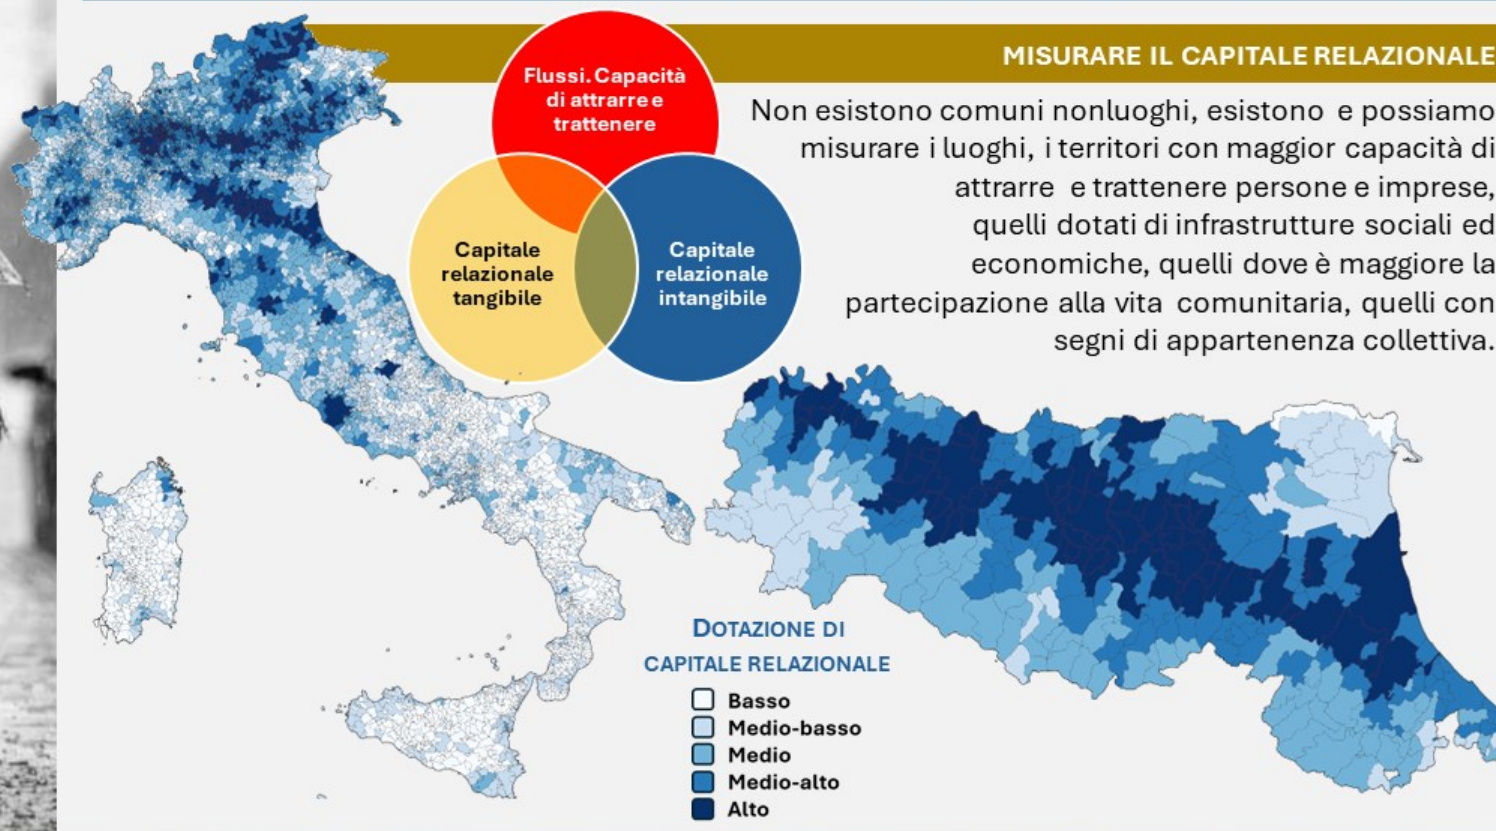 MISURARE IL CAPITALE RELAZIONALE
Flussi. Capacità
di attrarre e
trattenere
Capitale
relazionale
tangibile
Capitale
relazionale
intangibile
Non esistono comuni nonluoghi, esistono e possiamo
misurare i luoghi, i territori con maggior capacità di
attrarre e trattenere persone e imprese,
quelli dotati di infrastrutture sociali ed
economiche, quelli dove è maggiore la
partecipazione alla vita comunitaria, quelli con
segni di appartenenza collettiva.
DOTAZIONE DI
CAPITALE RELAZIONALE
Basso
Medio-basso
Medio
Medio-alto
Alto